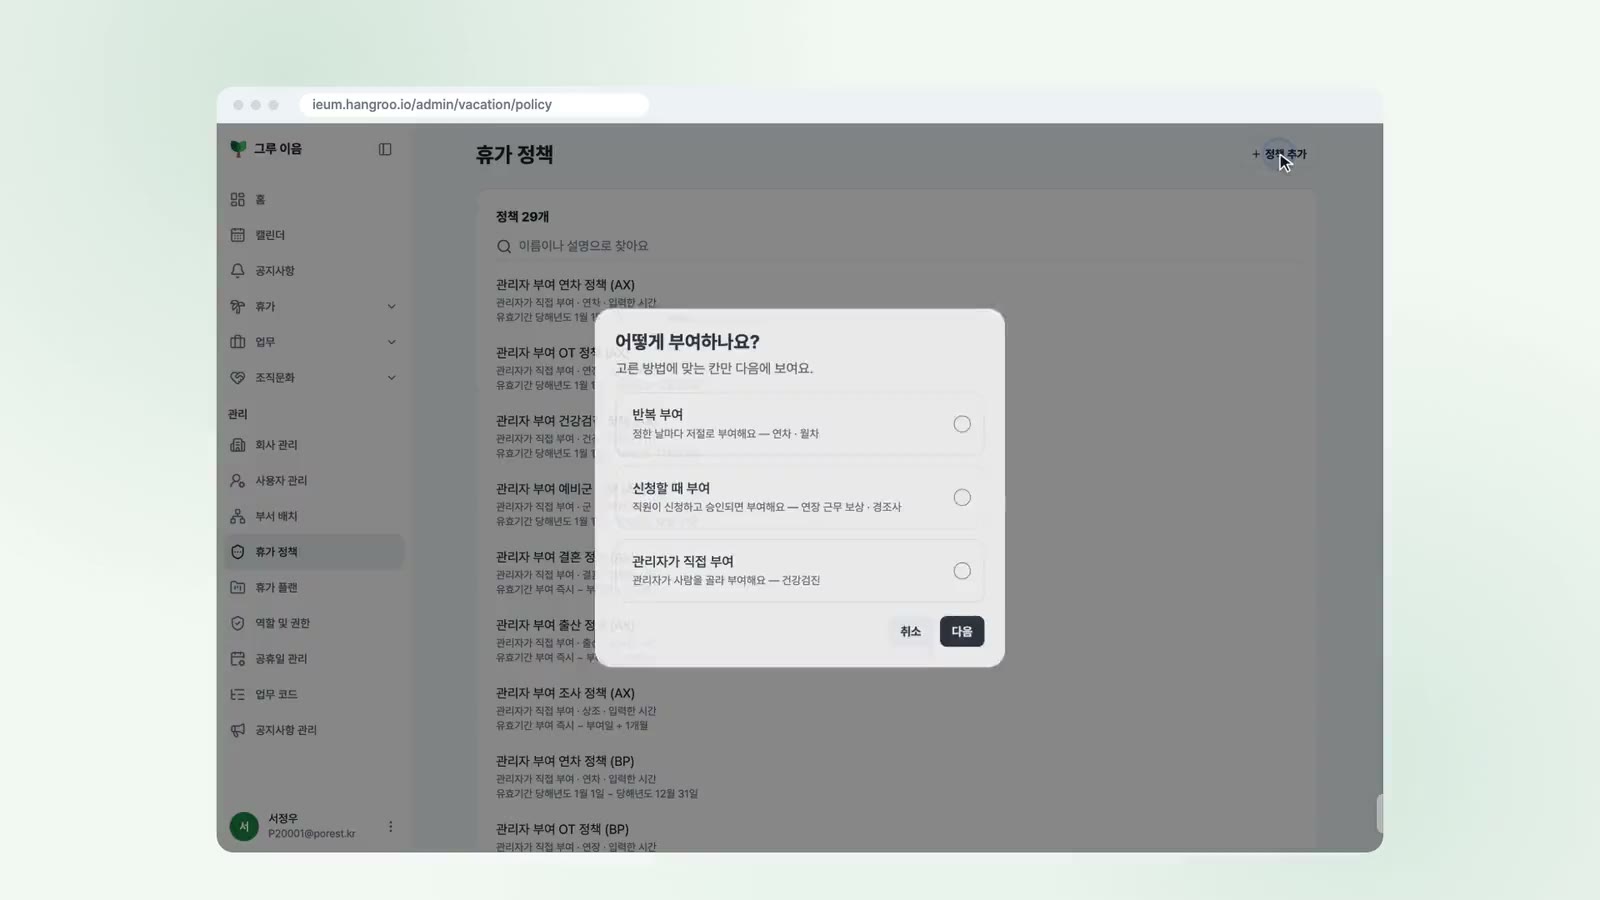 ieum.hangroo.io/admin/vacation/policy
그루 이음
홈
캘린더
공지사항
휴가
업무
조직문화
관리
회사 관리
사용자 관리
부서 배치
휴가 정책
휴가 플랜
역할 및 권한
공휴일 관리
업무 코드
공지사항 관리
서
서정우
P20001@porest.kr
휴가 정책
+ 정책 추가
정책 29개
이름이나 설명으로 찾아요
관리자 부여 연차 정책 (AX)
관리자가 직접 부여 · 연차 · 입력한 시간
유효기간 당해년도 1월 1
관리자 부여 OT 정책
관리자가 직접 부여 · 연
유효기간 당해년도 1월 1
관리자 부여 건강검
관리자가 직접 부여 · 건
유효기간 당해년도 1월 1
관리자 부여 예비군
관리자가 직접 부여 · 군
유효기간 당해년도 1월 1
관리자 부여 결혼 정
관리자가 직접 부여 · 결
유효기간 부여 즉시 ~ 부
관리자 부여 출산 정
관리자가 직접 부여 · 출
유효기간 부여 즉시 ~ 부
관리자 부여 조사 정책 (AX)
관리자가 직접 부여 · 상조 · 입력한 시간
유효기간 부여 즉시 ~ 부여일 + 1개월
관리자 부여 연차 정책 (BP)
관리자가 직접 부여 · 연차 · 입력한 시간
유효기간 당해년도 1월 1일 ~ 당해년도 12월 31일
관리자 부여 OT 정책 (BP)
관리자가 직접 부여 · 연장 · 입력한 시간
어떻게 부여하나요?
고른 방법에 맞는 칸만 다음에 보여요.
반복 부여
정한 날마다 저절로 부여해요 — 연차 · 월차
신청할 때 부여
직원이 신청하고 승인되면 부여해요 — 연장 근무 보상 · 경조사
관리자가 직접 부여
관리자가 사람을 골라 부여해요 — 건강검진
취소
다음